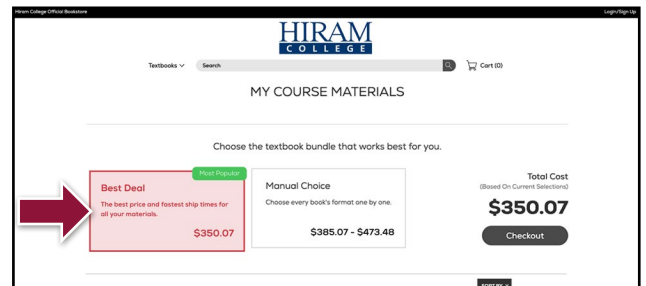 Hiram College Official Bookstore
Login/Sign Up
HIRAM
COLLEGE
Textbooks
Search
Cart (0)
MY COURSE MATERIALS
Choose the textbook bundle that works best for you.
Most Popular
Best Deal
The best price and fastest ship times for
all your materials.
$350.07
Manual Choice
Choose every book's format one by one.
$385.07 - $473.48
Total Cost
(Based On Current Selections)
$350.07
Checkout
SORT BY